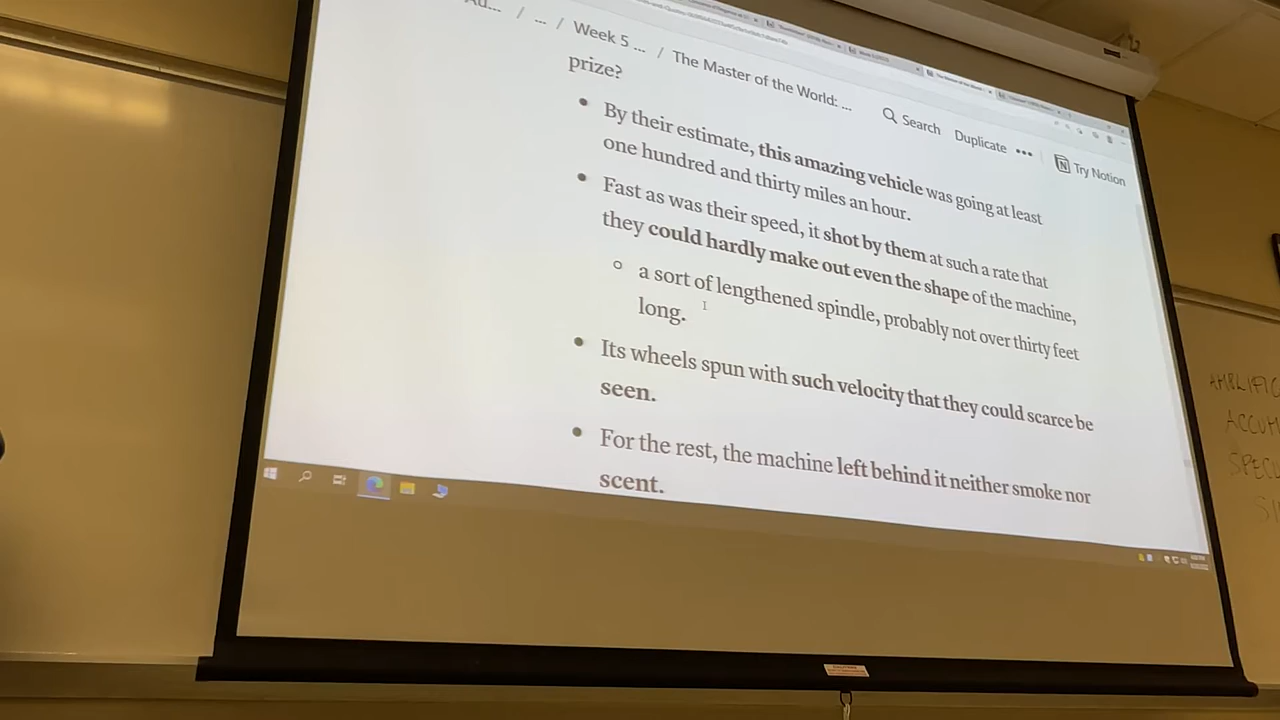 / ... / Week 5 ... / The Master of the World: ...
Search Duplicate ••• Try Notion
prize?
• By their estimate, this amazing vehicle was going at least
one hundred and thirty miles an hour.
• Fast as was their speed, it shot by them at such a rate that
they could hardly make out even the shape of the machine,
○ a sort of lengthened spindle, probably not over thirty feet
long.
• Its wheels spun with such velocity that they could scarce be
seen.
• For the rest, the machine left behind it neither smoke nor
scent.
AMPLIFIC
ACCUM
SPEC